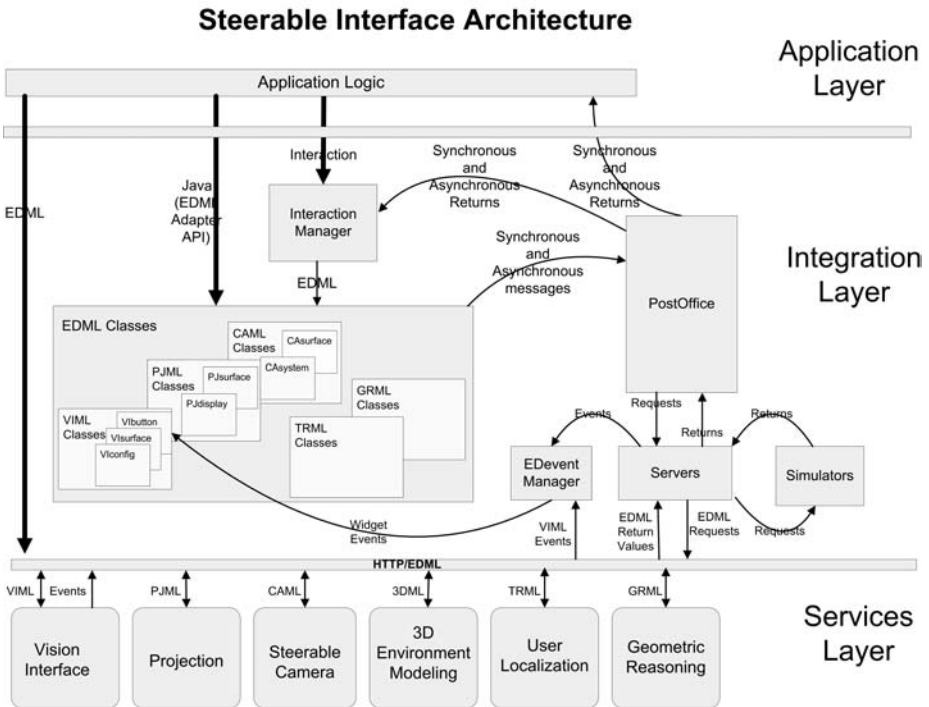 Steerable Interface Architecture
Application
Layer
Application Logic
Interaction
Synchronous
and
Asynchronous
Returns
Synchronous
and
Asynchronous
Returns
EDML
Java
(EDML
Adapter
API)
Interaction
Manager
Synchronous
and
Asynchronous
messages
Integration
Layer
EDML
PostOffice
EDML Classes
CAML
Classes
CAsurface
CAsystem
PJML
Classes
PJsurface
PJdisplay
GRML
Classes
VIML
Classes
VIbutton
VIsurface
VIconfig
TRML
Classes
Requests
Returns
Events
Returns
EDevent
Manager
Servers
Simulators
Widget
Events
VIML
Events
EDML
Return
Values
EDML
Requests
Requests
HTTP/EDML
VIML
Events
PJML
CAML
3DML
TRML
GRML
Services
Layer
Vision
Interface
Projection
Steerable
Camera
3D
Environment
Modeling
User
Localization
Geometric
Reasoning